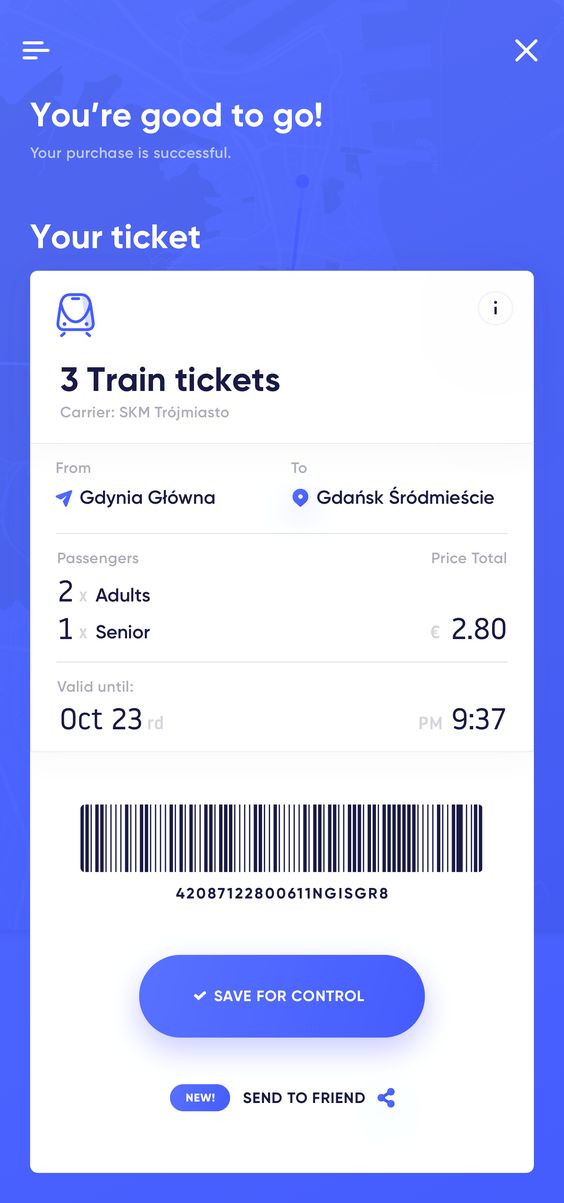 You're good to go!
Your purchase is successful.
Your ticket
i
3 Train tickets
Carrier: SKM Trójmiasto
From To
Gdynia Główna Gdańsk Śródmieście
Passengers Price Total
2 x Adults
1 x Senior € 2.80
Valid until:
Oct 23 rd PM 9:37
42087122800611NGISGR8
SAVE FOR CONTROL
NEW! SEND TO FRIEND